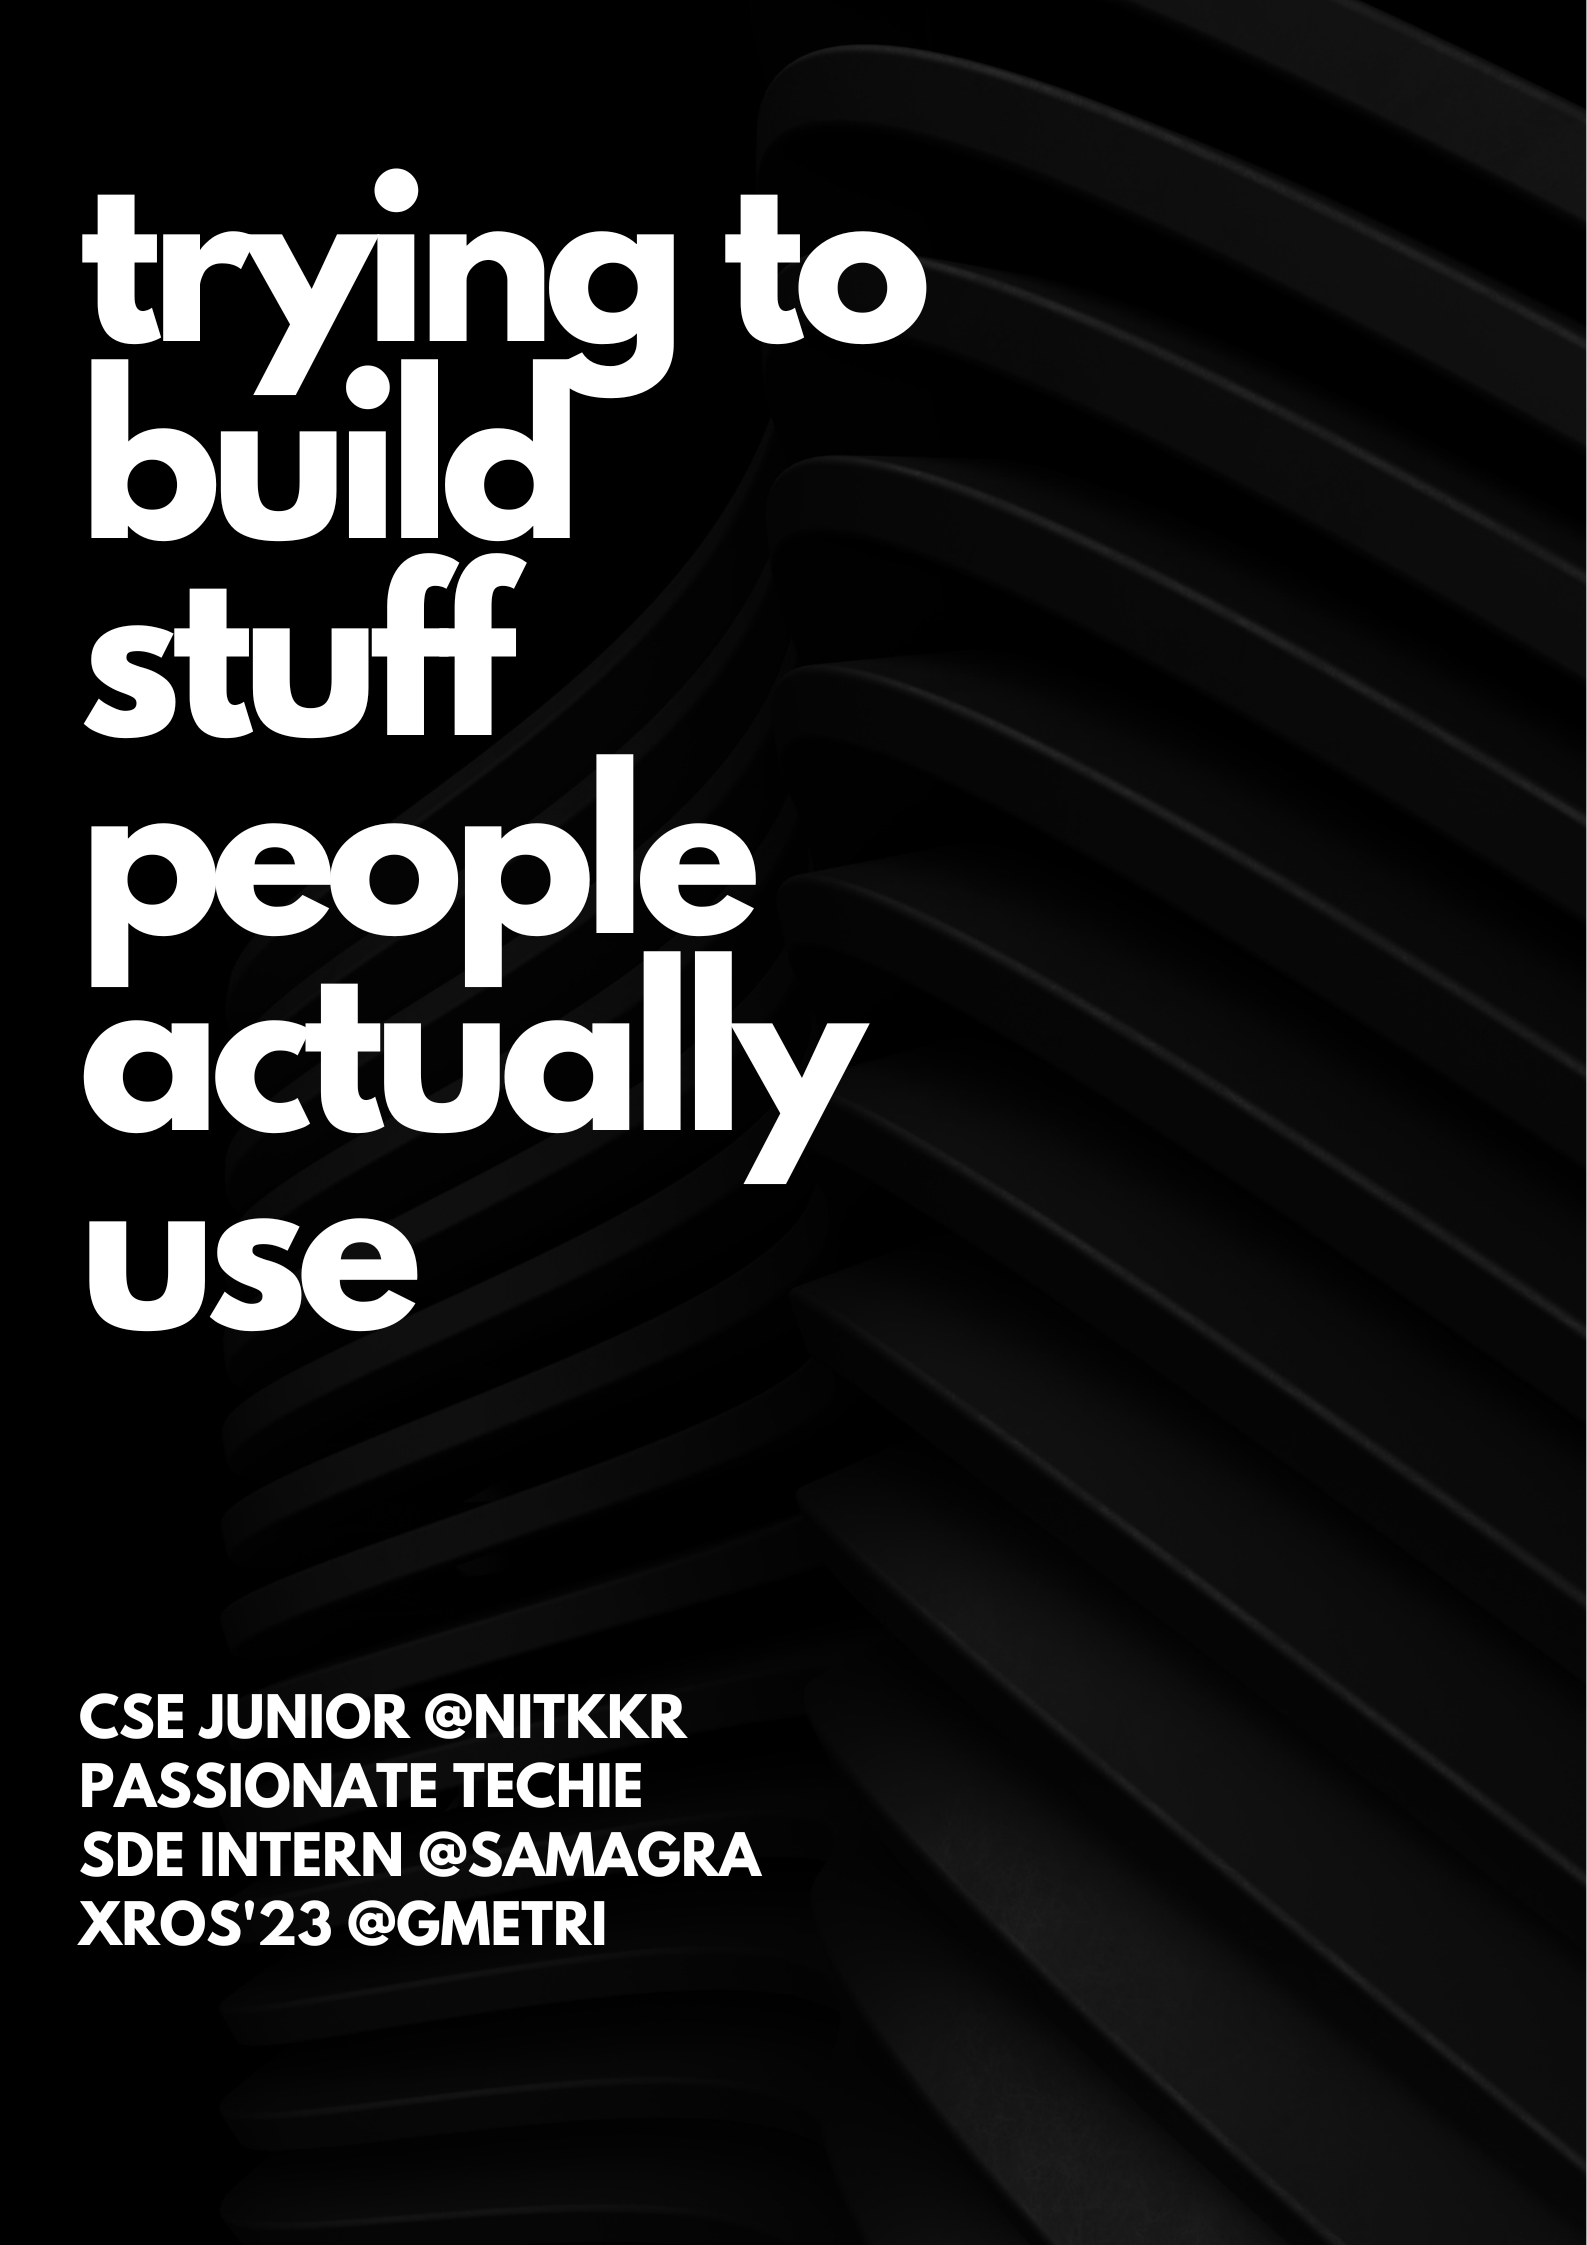 trying to
build
stuff
people
actually
use
CSE JUNIOR @NITKKR
PASSIONATE TECHIE
SDE INTERN @SAMAGRA
XROS'23 @GMETRI